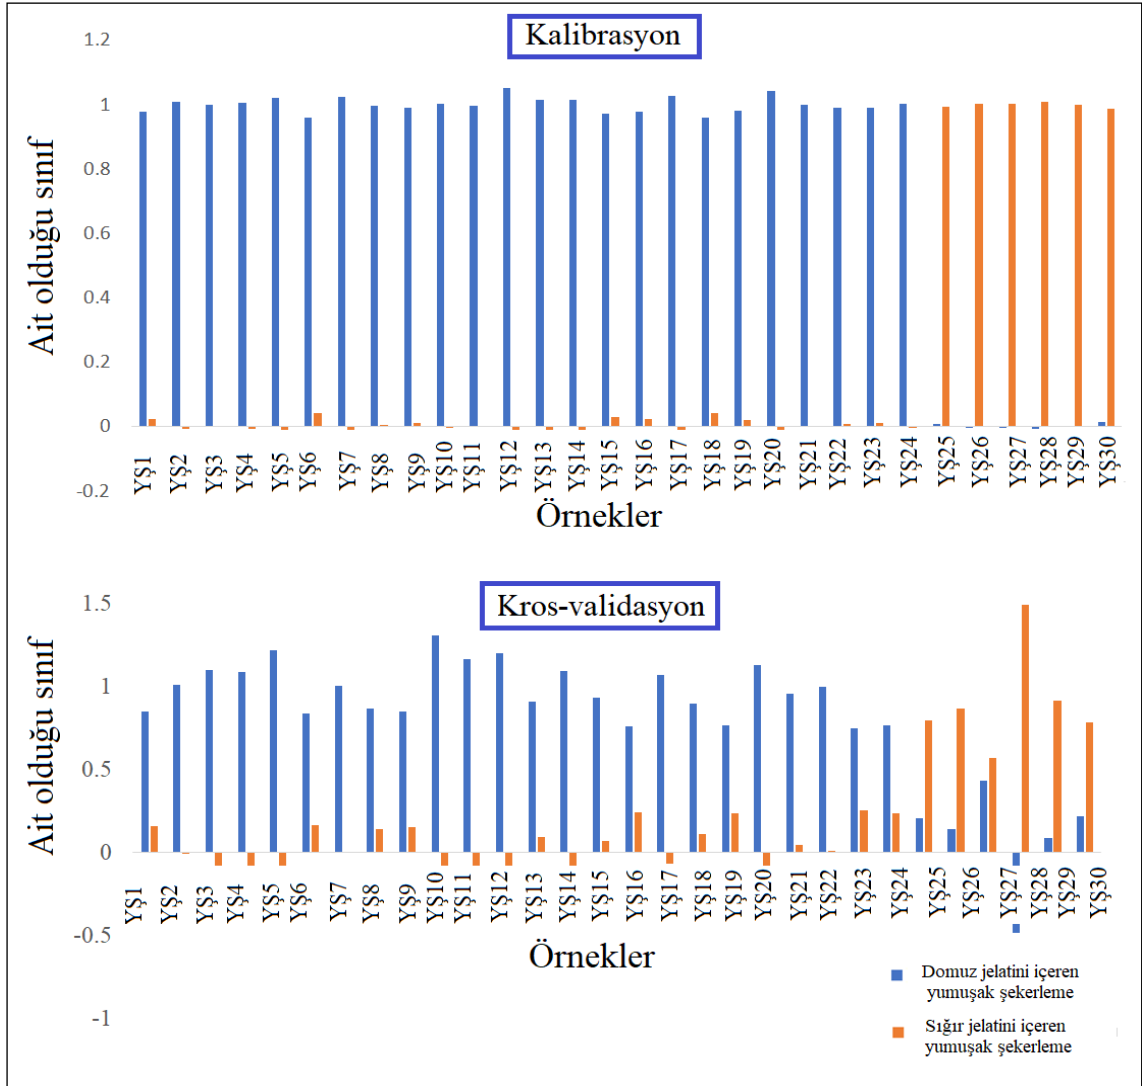 Kalibrasyon
1.2
1
0.8
0.6
0.4
0.2
0
-0.2
Ait olduğu sınıf
YŞ1 YŞ2 YŞ3 YŞ4 YŞ5 YŞ6 YŞ7 YŞ8 YŞ9 YŞ10 YŞ11 YŞ12 YŞ13 YŞ14 YŞ15 YŞ16 YŞ17 YŞ18 YŞ19 YŞ20 YŞ21 YŞ22 YŞ23 YŞ24 YŞ25 YŞ26 YŞ27 YŞ28 YŞ29 YŞ30
Örnekler
Kros-validasyon
1.5
1
0.5
0
-0.5
-1
Ait olduğu sınıf
YŞ1 YŞ2 YŞ3 YŞ4 YŞ5 YŞ6 YŞ7 YŞ8 YŞ9 YŞ10 YŞ11 YŞ12 YŞ13 YŞ14 YŞ15 YŞ16 YŞ17 YŞ18 YŞ19 YŞ20 YŞ21 YŞ22 YŞ23 YŞ24 YŞ25 YŞ26 YŞ27 YŞ28 YŞ29 YŞ30
Örnekler
Domuz jelatini içeren
yumuşak şekerleme
Sığır jelatini içeren
yumuşak şekerleme